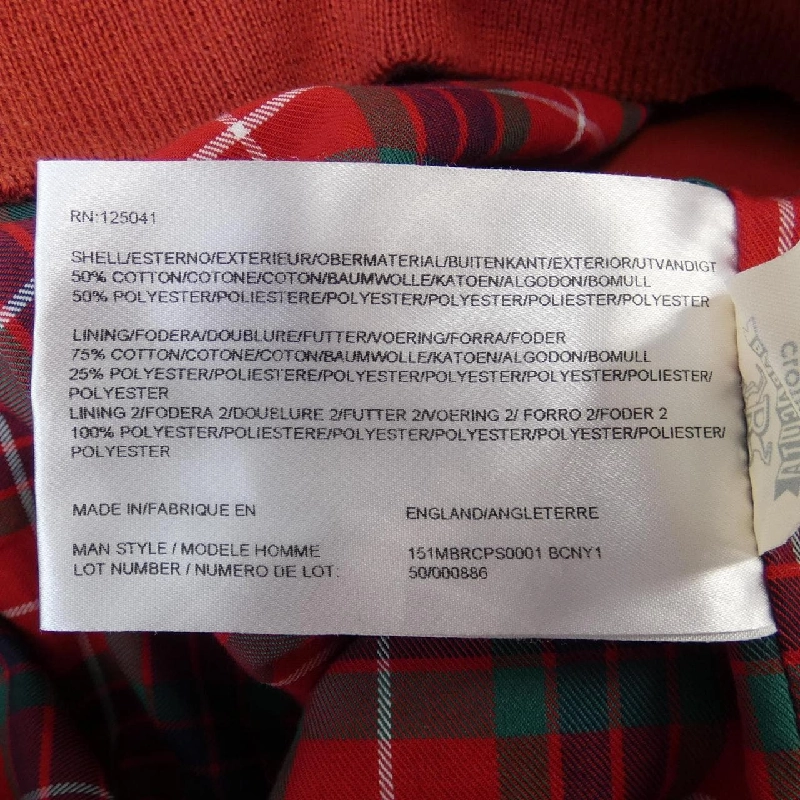 RN:125041
SHELL/ESTERNO/EXTERIEUR/OBERMATERIAL/BUITENKANT/EXTERIOR/UTVANDIGT
50% COTTON/COTONE/COTON/BAUMWOLLE/KATOEN/ALGODON/BOMULL
50% POLYESTER/POLIESTERE/POLYESTER/POLYESTER/POLYESTER/POLYESTER
LINING/FODERA/DOUBLURE/FUTTER/VOERING/FORRA/FODER
75% COTTON/COTONE/COTON/BAUMWOLLE/KATOEN/ALGODON/BOMULL
25% POLYESTER/POLIESTERE/POLYESTER/POLYESTER/POLYESTER/POLIESTER/
POLYESTER
LINING 2/FODERA 2/DOUBLURE 2/FUTTER 2/VOERING 2/ FORRO 2/FODER 2
100% POLYESTER/POLIESTERE/POLYESTER/POLYESTER/POLYESTER/POLIESTER/
POLYESTER
MADE IN/FABRIQUE EN ENGLAND/ANGLETERRE
MAN STYLE / MODELE HOMME 151MBRCPS0001 BCNY1
LOT NUMBER / NUMERO DE LOT: 50/000886